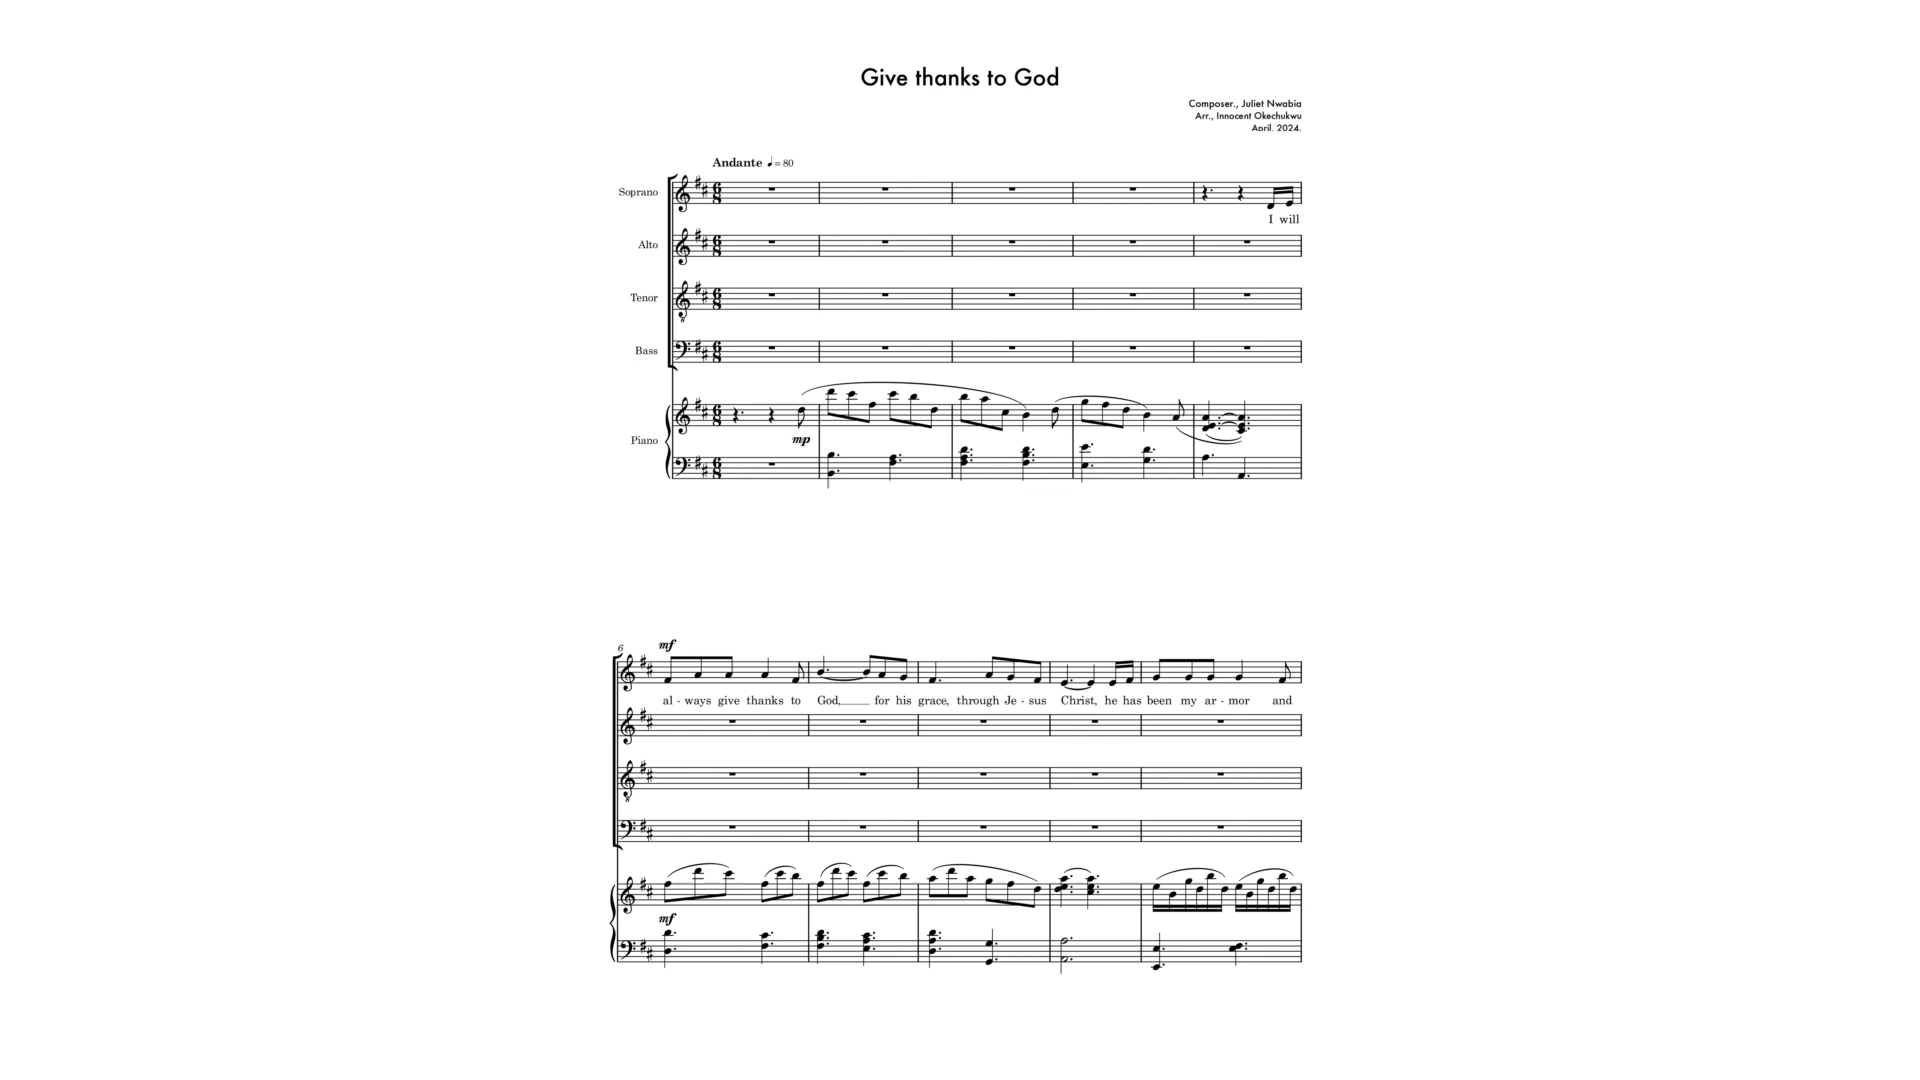 Give thanks to God
Composer., Juliet Nwabia
Arr., Innocent Okechukwu
April. 2024.
Andante ♩= 80
Soprano
I will
Alto
Tenor
Bass
Piano
mp
6
mf
al - ways give thanks to God, for his grace, through Je - sus Christ, he has been my ar - mor and
mf